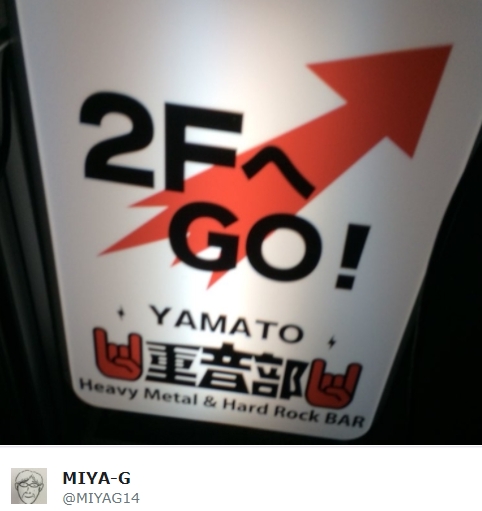 2Fへ
GO!
YAMATO
重音部
Heavy Metal & Hard Rock BAR
MIYA-G
@MIYAG14